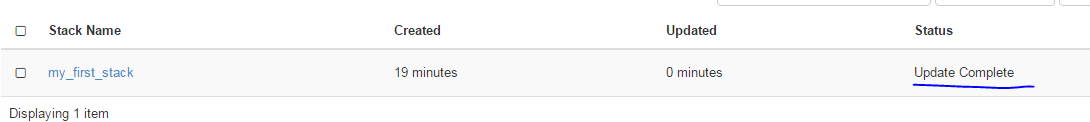 Stack Name Created Updated Status
my_first_stack 19 minutes 0 minutes Update Complete
Displaying 1 item